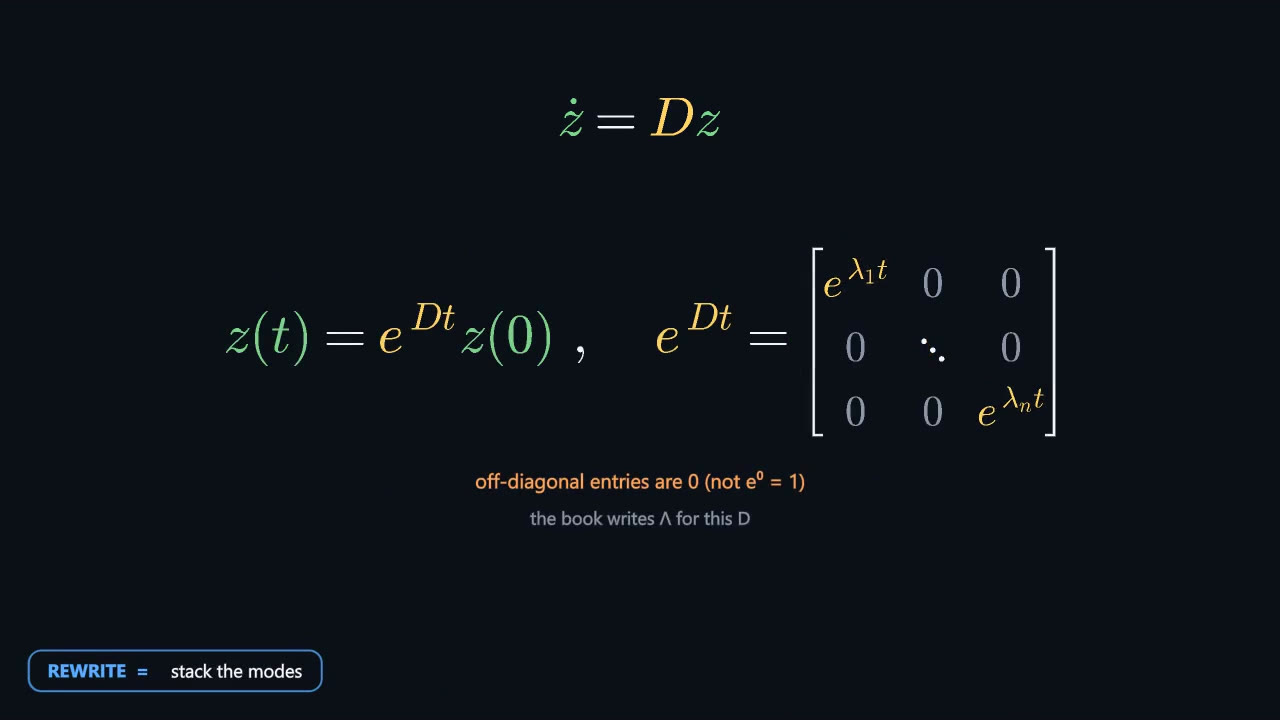 ż = Dz
z(t) = e^{Dt} z(0) ,    e^{Dt} = [ e^{λ₁t} 0 0
0 ⋱ 0
0 0 e^{λₙt} ]
off-diagonal entries are 0 (not e⁰ = 1)
the book writes Λ for this D
REWRITE = stack the modes